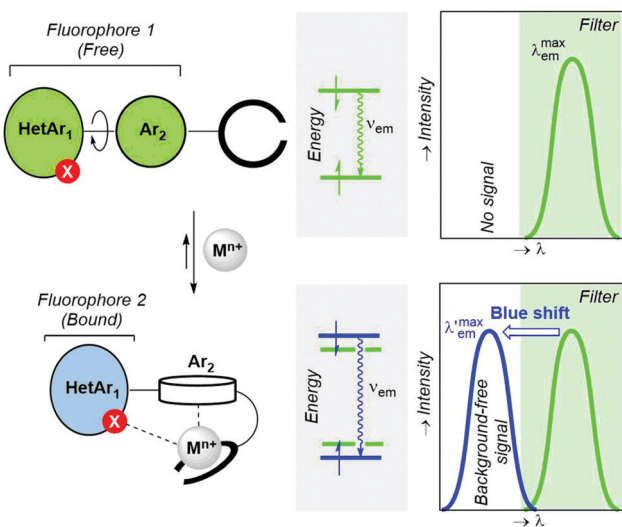 Fluorophore 1
(Free)
HetAr₁
X
Ar₂
Energy
νem
→ Intensity
No signal
λemmax
Filter
→ λ
Mn+
Fluorophore 2
(Bound)
HetAr₁
X
Ar₂
Mn+
Energy
νem
→ Intensity
λ'emmax
Blue shift
Filter
Background-free
signal
→ λ